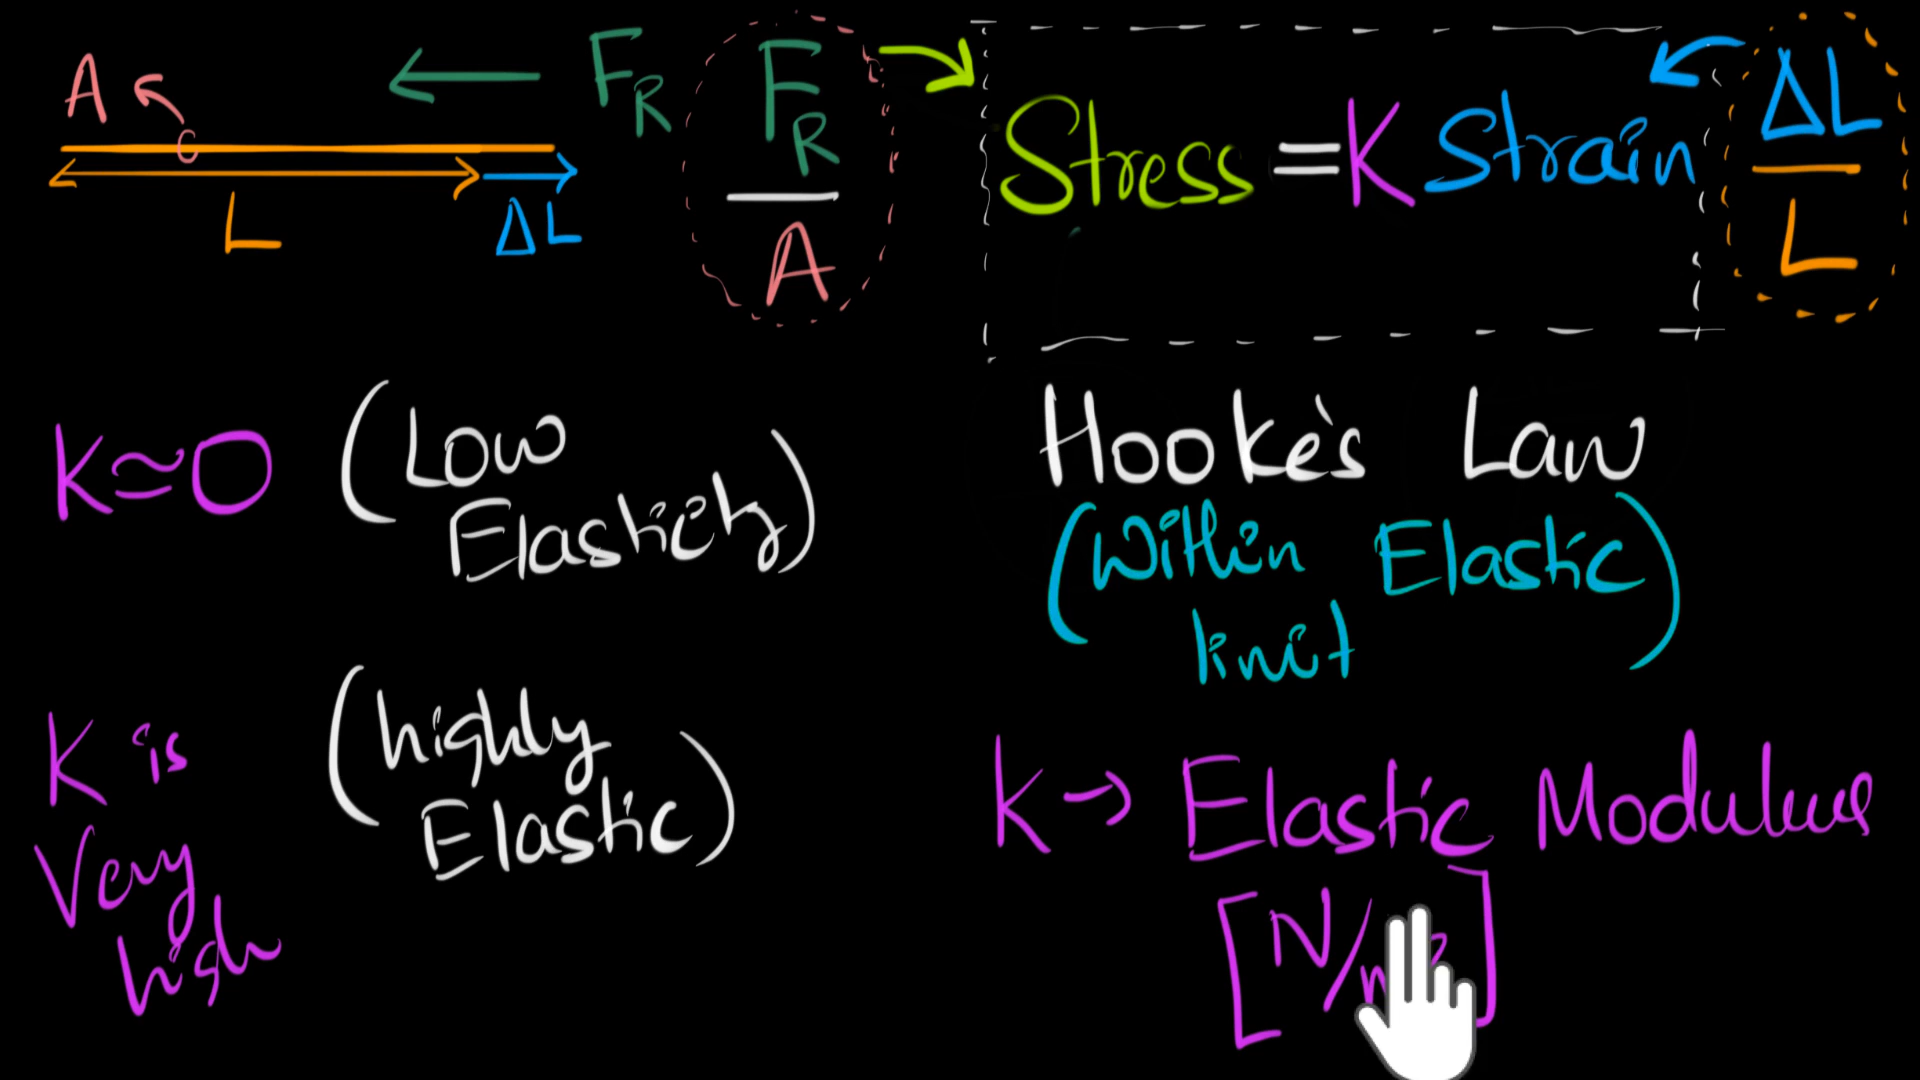 A
F_R
F_R
A
L
ΔL
Stress = K Strain
ΔL
L
K ≃ 0
(Low
Elasticity)
Hooke's Law
(Within Elastic
limit)
K is
Very
high
(highly
Elastic)
K → Elastic Modulus
[N/